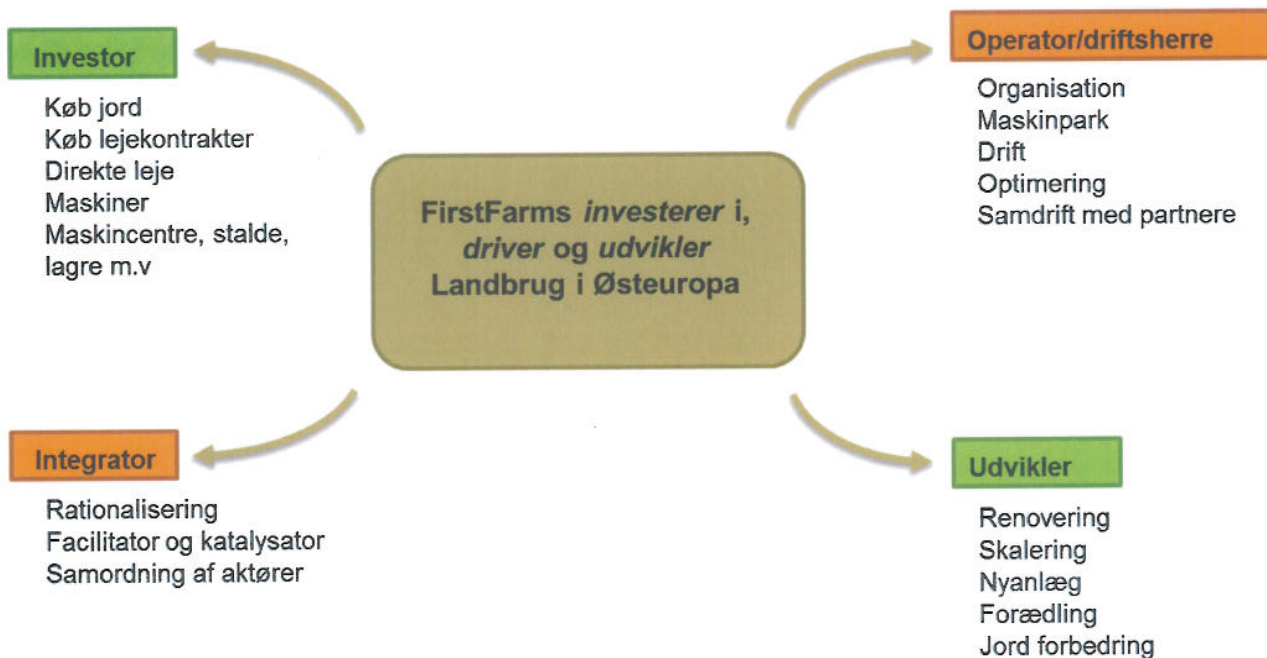 Investor
Køb jord
Køb lejekontrakter
Direkte leje
Maskiner
Maskincentre, stalde,
lagre m.v
Operator/driftsherre
Organisation
Maskinpark
Drift
Optimering
Samdrift med partnere
FirstFarms investerer i,
driver og udvikler
Landbrug i Østeuropa
Integrator
Rationalisering
Facilitator og katalysator
Samordning af aktører
Udvikler
Renovering
Skalering
Nyanlæg
Forædling
Jord forbedring